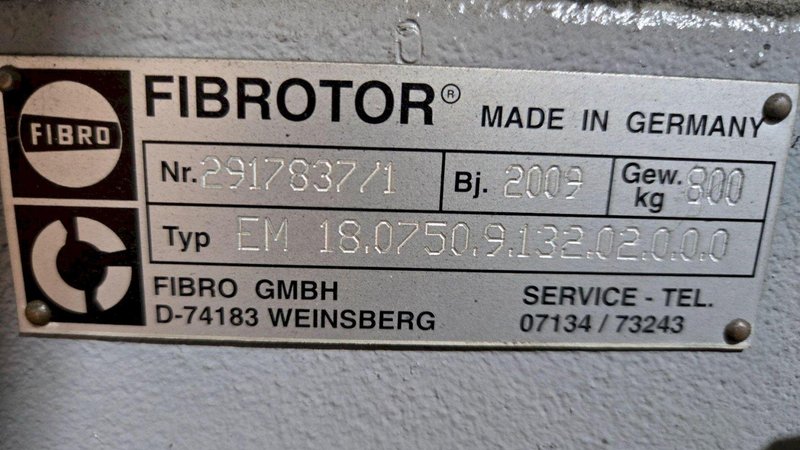 FIBRO
FIBROTOR® MADE IN GERMANY
Nr. 2917837/1 Bj. 2009 Gew. kg 800
Typ EM 18.0750.9.132.02.0.0.0
FIBRO GMBH
D-74183 WEINSBERG
SERVICE - TEL.
07134 / 73243